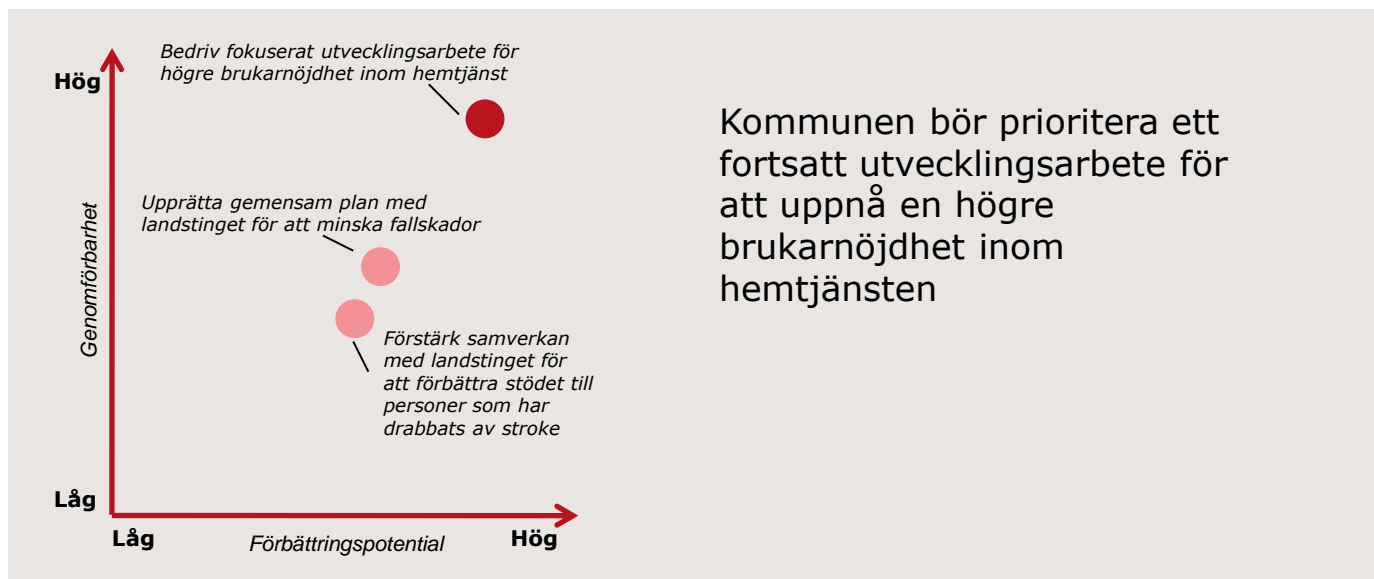 Bedriv fokuserat utvecklingsarbete för
högre brukarnöjdhet inom hemtjänst
Hög
Upprätta gemensam plan med
landstinget för att minska fallskador
Genomförbarhet
Förstärk samverkan
med landstinget för
att förbättra stödet till
personer som har
drabbats av stroke
Låg
Låg
Förbättringspotential
Hög
Kommunen bör prioritera ett
fortsatt utvecklingsarbete för
att uppnå en högre
brukarnöjdhet inom
hemtjänsten